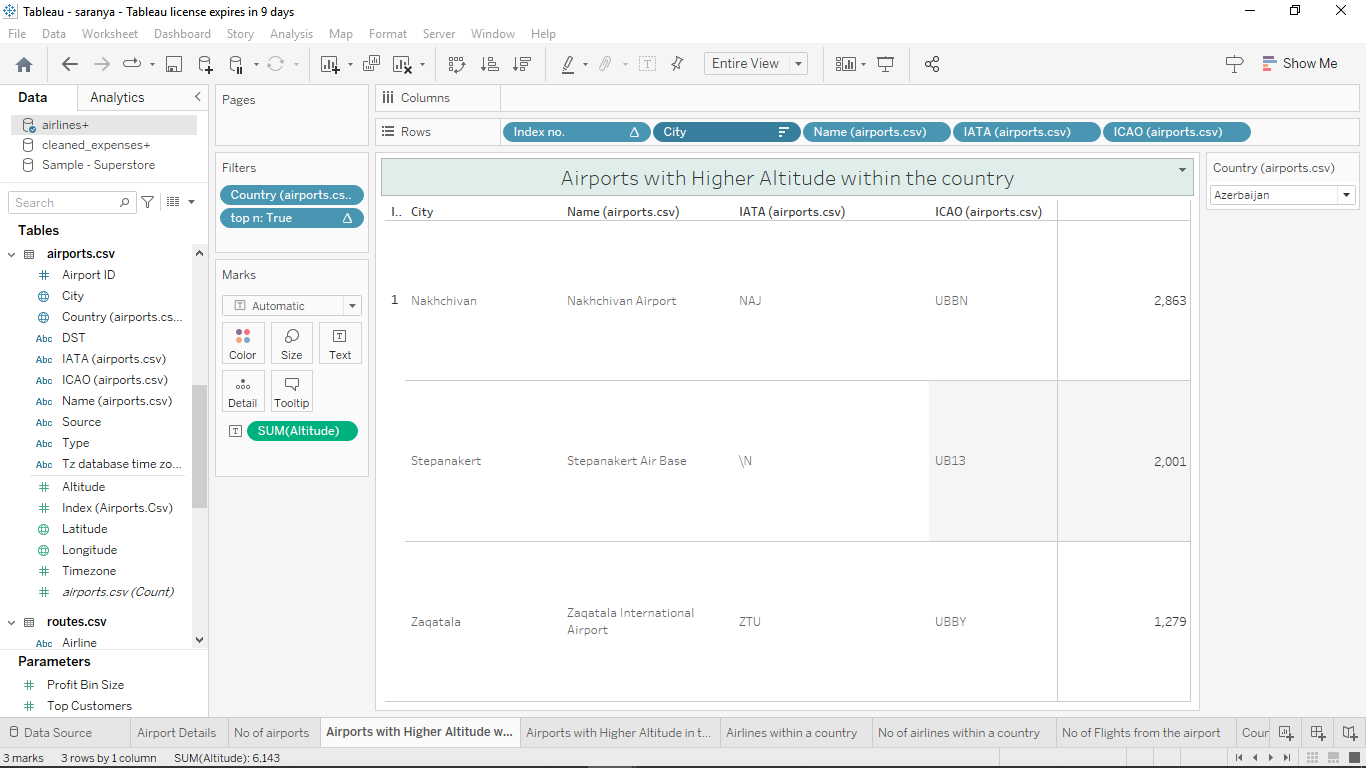 Tableau - saranya - Tableau license expires in 9 days
File Data Worksheet Dashboard Story Analysis Map Format Server Window Help
Entire View
Show Me
Data Analytics
airlines+
cleaned_expenses+
Sample - Superstore
Search
Tables
airports.csv
Airport ID
City
Country (airports.cs...
Abc DST
Abc IATA (airports.csv)
Abc ICAO (airports.csv)
Abc Name (airports.csv)
Abc Source
Abc Type
Abc Tz database time zo...
Altitude
Index (Airports.Csv)
Latitude
Longitude
Timezone
airports.csv (Count)
routes.csv
Abc Airline
Parameters
Profit Bin Size
Top Customers
Pages
Filters
Country (airports.cs..
top n: True
Marks
Automatic
Color Size Text
Detail Tooltip
SUM(Altitude)
Columns
Rows Index no. City Name (airports.csv) IATA (airports.csv) ICAO (airports.csv)
Airports with Higher Altitude within the country
I.. City Name (airports.csv) IATA (airports.csv) ICAO (airports.csv)
1 Nakhchivan Nakhchivan Airport NAJ UBBN 2,863
Stepanakert Stepanakert Air Base \N UB13 2,001
Zaqatala Zaqatala International Airport ZTU UBBY 1,279
Country (airports.csv)
Azerbaijan
Data Source Airport Details No of airports Airports with Higher Altitude w... Airports with Higher Altitude in t... Airlines within a country No of airlines within a country No of Flights from the airport Cour
3 marks 3 rows by 1 column SUM(Altitude): 6,143